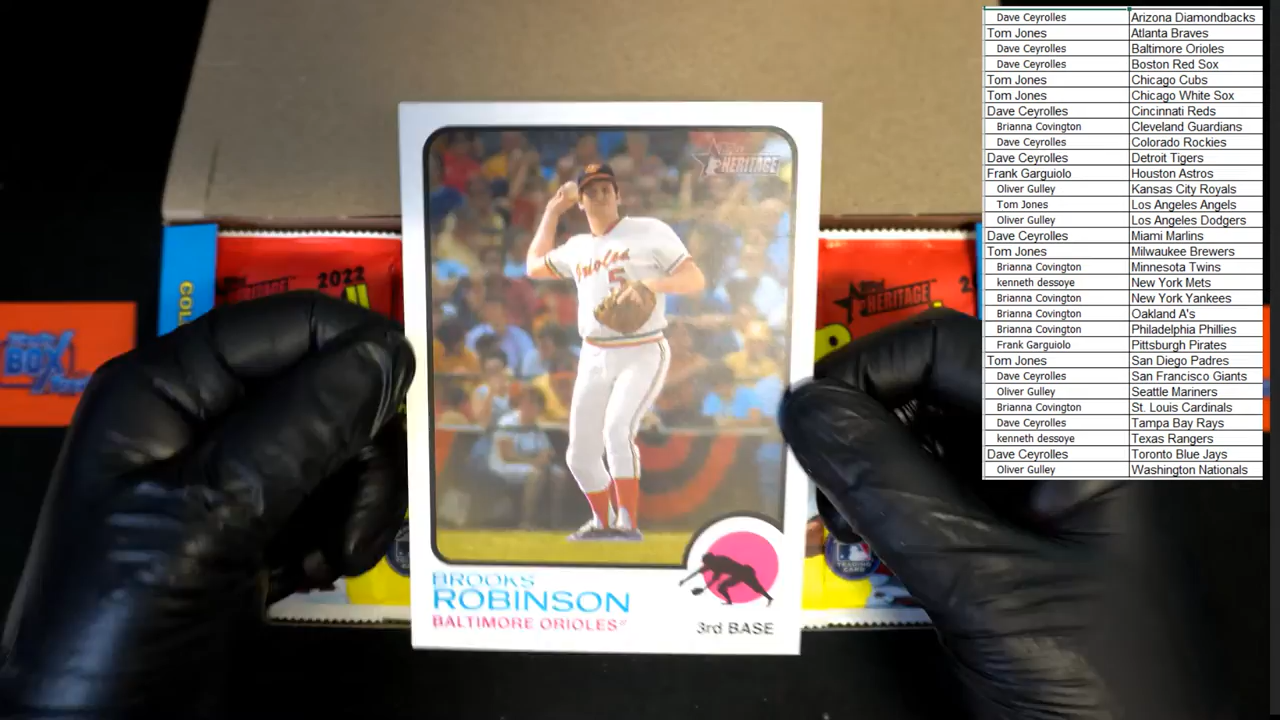 Dave Ceyrolles Arizona Diamondbacks
Tom Jones Atlanta Braves
Dave Ceyrolles Baltimore Orioles
Dave Ceyrolles Boston Red Sox
Tom Jones Chicago Cubs
Tom Jones Chicago White Sox
Dave Ceyrolles Cincinnati Reds
Brianna Covington Cleveland Guardians
Dave Ceyrolles Colorado Rockies
Dave Ceyrolles Detroit Tigers
Frank Garguiolo Houston Astros
Oliver Gulley Kansas City Royals
Tom Jones Los Angeles Angels
Oliver Gulley Los Angeles Dodgers
Dave Ceyrolles Miami Marlins
Tom Jones Milwaukee Brewers
Brianna Covington Minnesota Twins
kenneth dessoye New York Mets
Brianna Covington New York Yankees
Brianna Covington Oakland A's
Brianna Covington Philadelphia Phillies
Frank Garguiolo Pittsburgh Pirates
Tom Jones San Diego Padres
Dave Ceyrolles San Francisco Giants
Oliver Gulley Seattle Mariners
Brianna Covington St. Louis Cardinals
Dave Ceyrolles Tampa Bay Rays
kenneth dessoye Texas Rangers
Dave Ceyrolles Toronto Blue Jays
Oliver Gulley Washington Nationals
HERITAGE
Orioles
5
BROOKS
ROBINSON
BALTIMORE ORIOLES
3rd BASE
HERITAGE
2022
HERITAGE
BOX
TRADING
CARD